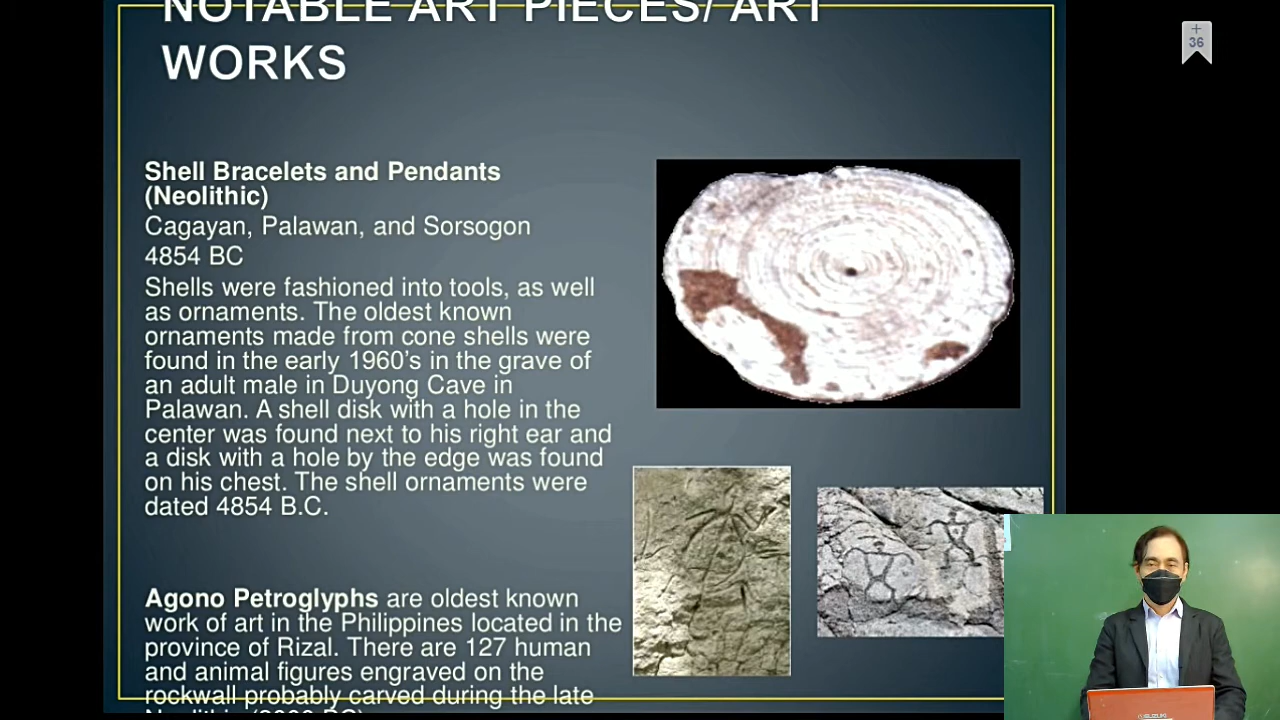 NOTABLE ART PIECES/ ART
WORKS
+
36
Shell Bracelets and Pendants
(Neolithic)
Cagayan, Palawan, and Sorsogon
4854 BC
Shells were fashioned into tools, as well
as ornaments. The oldest known
ornaments made from cone shells were
found in the early 1960’s in the grave of
an adult male in Duyong Cave in
Palawan. A shell disk with a hole in the
center was found next to his right ear and
a disk with a hole by the edge was found
on his chest. The shell ornaments were
dated 4854 B.C.
Agono Petroglyphs are oldest known
work of art in the Philippines located in the
province of Rizal. There are 127 human
and animal figures engraved on the
rockwall probably carved during the late